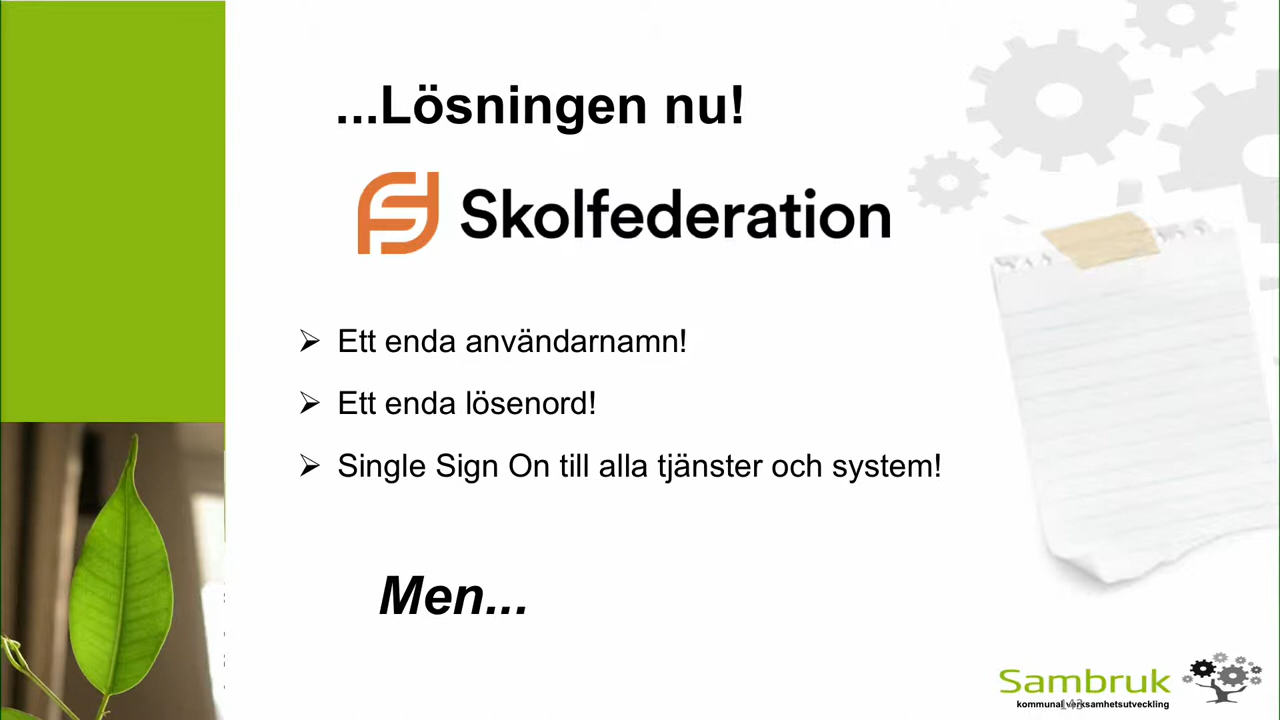 ...Lösningen nu!
Skolfederation
Ett enda användarnamn!
Ett enda lösenord!
Single Sign On till alla tjänster och system!
Men...
Sambruk
kommunal verksamhetsutveckling